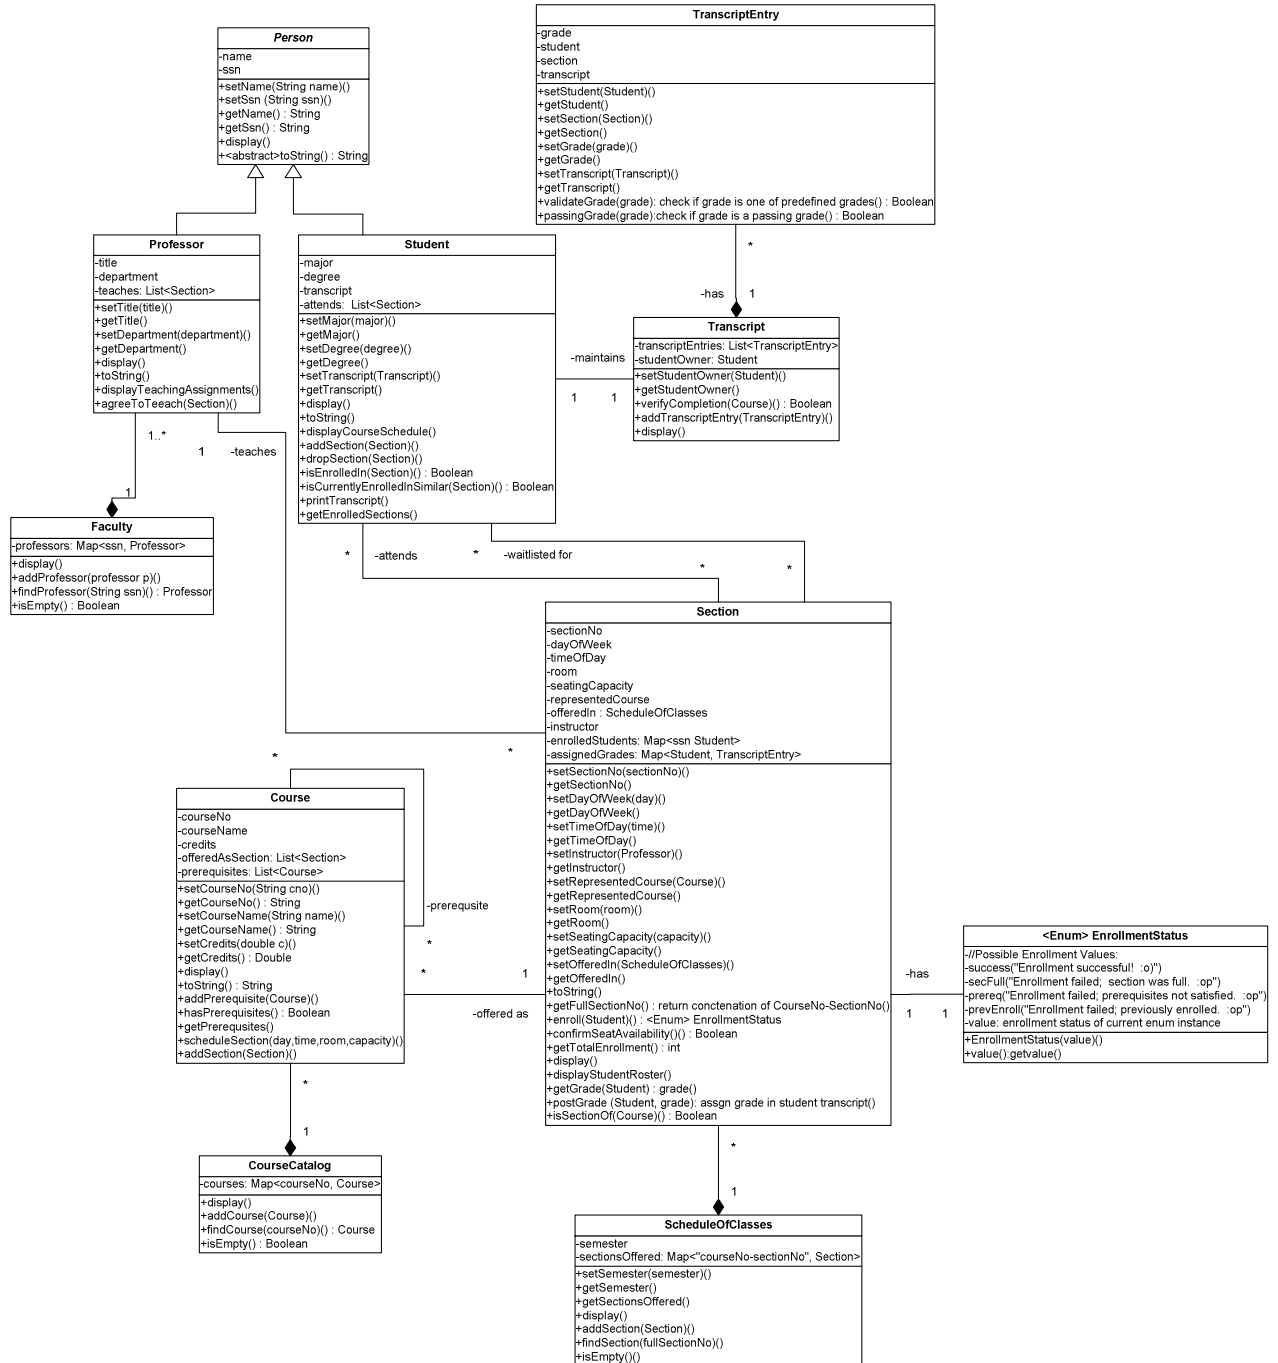 Person
-name
-ssn
+setName(String name)()
+setSsn (String ssn)()
+getName() : String
+getSsn() : String
+display()
+<abstract>toString() : String
TranscriptEntry
-grade
-student
-section
-transcript
+setStudent(Student)()
+getStudent()
+setSection(Section)()
+getSection()
+setGrade(grade)()
+getGrade()
+setTranscript(Transcript)()
+getTranscript()
+validateGrade(grade): check if grade is one of predefined grades() : Boolean
+passingGrade(grade):check if grade is a passing grade() : Boolean
*
-has
1
Professor
-title
-department
-teaches: List<Section>
+setTitle(title)()
+getTitle()
+setDepartment(department)()
+getDepartment()
+display()
+toString()
+displayTeachingAssignments()
+agreeToTeeach(Section)()
Student
-major
-degree
-transcript
-attends:  List<Section>
+setMajor(major)()
+getMajor()
+setDegree(degree)()
+getDegree()
+setTranscript(Transcript)()
+getTranscript()
+display()
+toString()
+displayCourseSchedule()
+addSection(Section)()
+dropSection(Section)()
+isEnrolledIn(Section)() : Boolean
+isCurrentlyEnrolledInSimilar(Section)() : Boolean
+printTranscript()
+getEnrolledSections()
-maintains
1
1
Transcript
-transcriptEntries: List<TranscriptEntry>
-studentOwner: Student
+setStudentOwner(Student)()
+getStudentOwner()
+verifyCompletion(Course)() : Boolean
+addTranscriptEntry(TranscriptEntry)()
+display()
1..*
1
-teaches
1
Faculty
-professors: Map<ssn, Professor>
+display()
+addProfessor(professor p)()
+findProfessor(String ssn)() : Professor
+isEmpty() : Boolean
*
-attends
*
-waitlisted for
*
*
Section
-sectionNo
-dayOfWeek
-timeOfDay
-room
-seatingCapacity
-representedCourse
-offeredIn : ScheduleOfClasses
-instructor
-enrolledStudents: Map<ssn Student>
-assignedGrades: Map<Student, TranscriptEntry>
+setSectionNo(sectionNo)()
+getSectionNo()
+setDayOfWeek(day)()
+getDayOfWeek()
+setTimeOfDay(time)()
+getTimeOfDay()
+setInstructor(Professor)()
+getInstructor()
+setRepresentedCourse(Course)()
+getRepresentedCourse()
+setRoom(room)()
+getRoom()
+setSeatingCapacity(capacity)()
+getSeatingCapacity()
+setOfferedIn(ScheduleOfClasses)()
+getOfferedIn()
+toString()
+getFullSectionNo() : return conctenation of CourseNo-SectionNo()
+enroll(Student)() : <Enum> EnrollmentStatus
+confirmSeatAvailability()() : Boolean
+getTotalEnrollment() : int
+display()
+displayStudentRoster()
+getGrade(Student) : grade()
+postGrade (Student, grade): assgn grade in student transcript()
+isSectionOf(Course)() : Boolean
*
*
Course
-courseNo
-courseName
-credits
-offeredAsSection: List<Section>
-prerequisites: List<Course>
+setCourseNo(String cno)()
+getCourseNo() : String
+setCourseName(String name)()
+getCourseName() : String
+setCredits(double c)()
+getCredits() : Double
+display()
+toString() : String
+addPrerequisite(Course)()
+hasPrerequisites() : Boolean
+getPrerequsites()
+scheduleSection(day,time,room,capacity)()
+addSection(Section)()
-prerequsite
*
*
1
-offered as
-has
1
1
<Enum> EnrollmentStatus
-//Possible Enrollment Values:
-success("Enrollment successful!  :o)")
-secFull("Enrollment failed;  section was full.  :op")
-prereq("Enrollment failed; prerequisites not satisfied.  :op")
-prevEnroll("Enrollment failed; previously enrolled.  :op")
-value: enrollment status of current enum instance
+EnrollmentStatus(value)()
+value():getvalue()
*
1
CourseCatalog
-courses: Map<courseNo, Course>
+display()
+addCourse(Course)()
+findCourse(courseNo)() : Course
+isEmpty() : Boolean
*
1
ScheduleOfClasses
-semester
-sectionsOffered: Map<"courseNo-sectionNo", Section>
+setSemester(semester)()
+getSemester()
+getSectionsOffered()
+display()
+addSection(Section)()
+findSection(fullSectionNo)()
+isEmpty()()